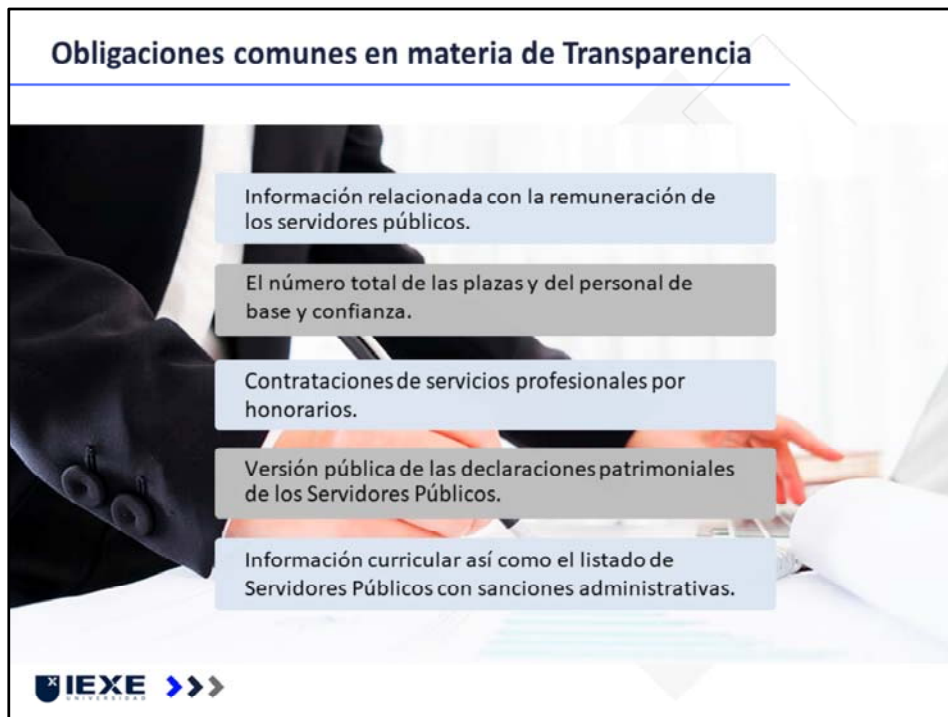 Obligaciones comunes en materia de Transparencia
Información relacionada con la remuneración de
los servidores públicos.
El número total de las plazas y del personal de
base y confianza.
Contrataciones de servicios profesionales por
honorarios.
Versión pública de las declaraciones patrimoniales
de los Servidores Públicos.
Información curricular así como el listado de
Servidores Públicos con sanciones administrativas.
IEXE
UNIVERSIDAD